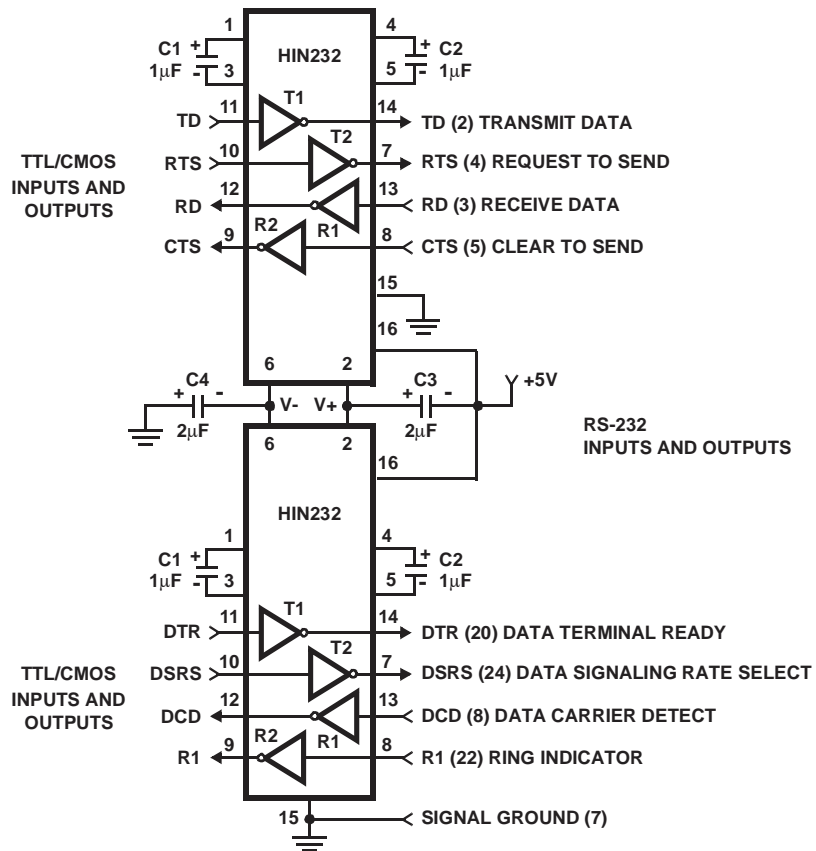 1
4
C1 +
1μF -
3
HIN232
+ C2
- 1μF
5
TD
11
T1
14
TD (2) TRANSMIT DATA
RTS
10
T2
7
RTS (4) REQUEST TO SEND
TTL/CMOS
INPUTS AND
OUTPUTS
RD
12
R1
13
RD (3) RECEIVE DATA
CTS
9
R2
8
CTS (5) CLEAR TO SEND
15
16
6
2
+5V
C4
+ -
2μF
V-
V+
C3
+ -
2μF
RS-232
INPUTS AND OUTPUTS
6
2
16
HIN232
1
4
C1 +
1μF -
3
+ C2
- 1μF
5
DTR
11
T1
14
DTR (20) DATA TERMINAL READY
DSRS
10
T2
7
DSRS (24) DATA SIGNALING RATE SELECT
TTL/CMOS
INPUTS AND
OUTPUTS
DCD
12
R1
13
DCD (8) DATA CARRIER DETECT
R1
9
R2
8
R1 (22) RING INDICATOR
15
SIGNAL GROUND (7)